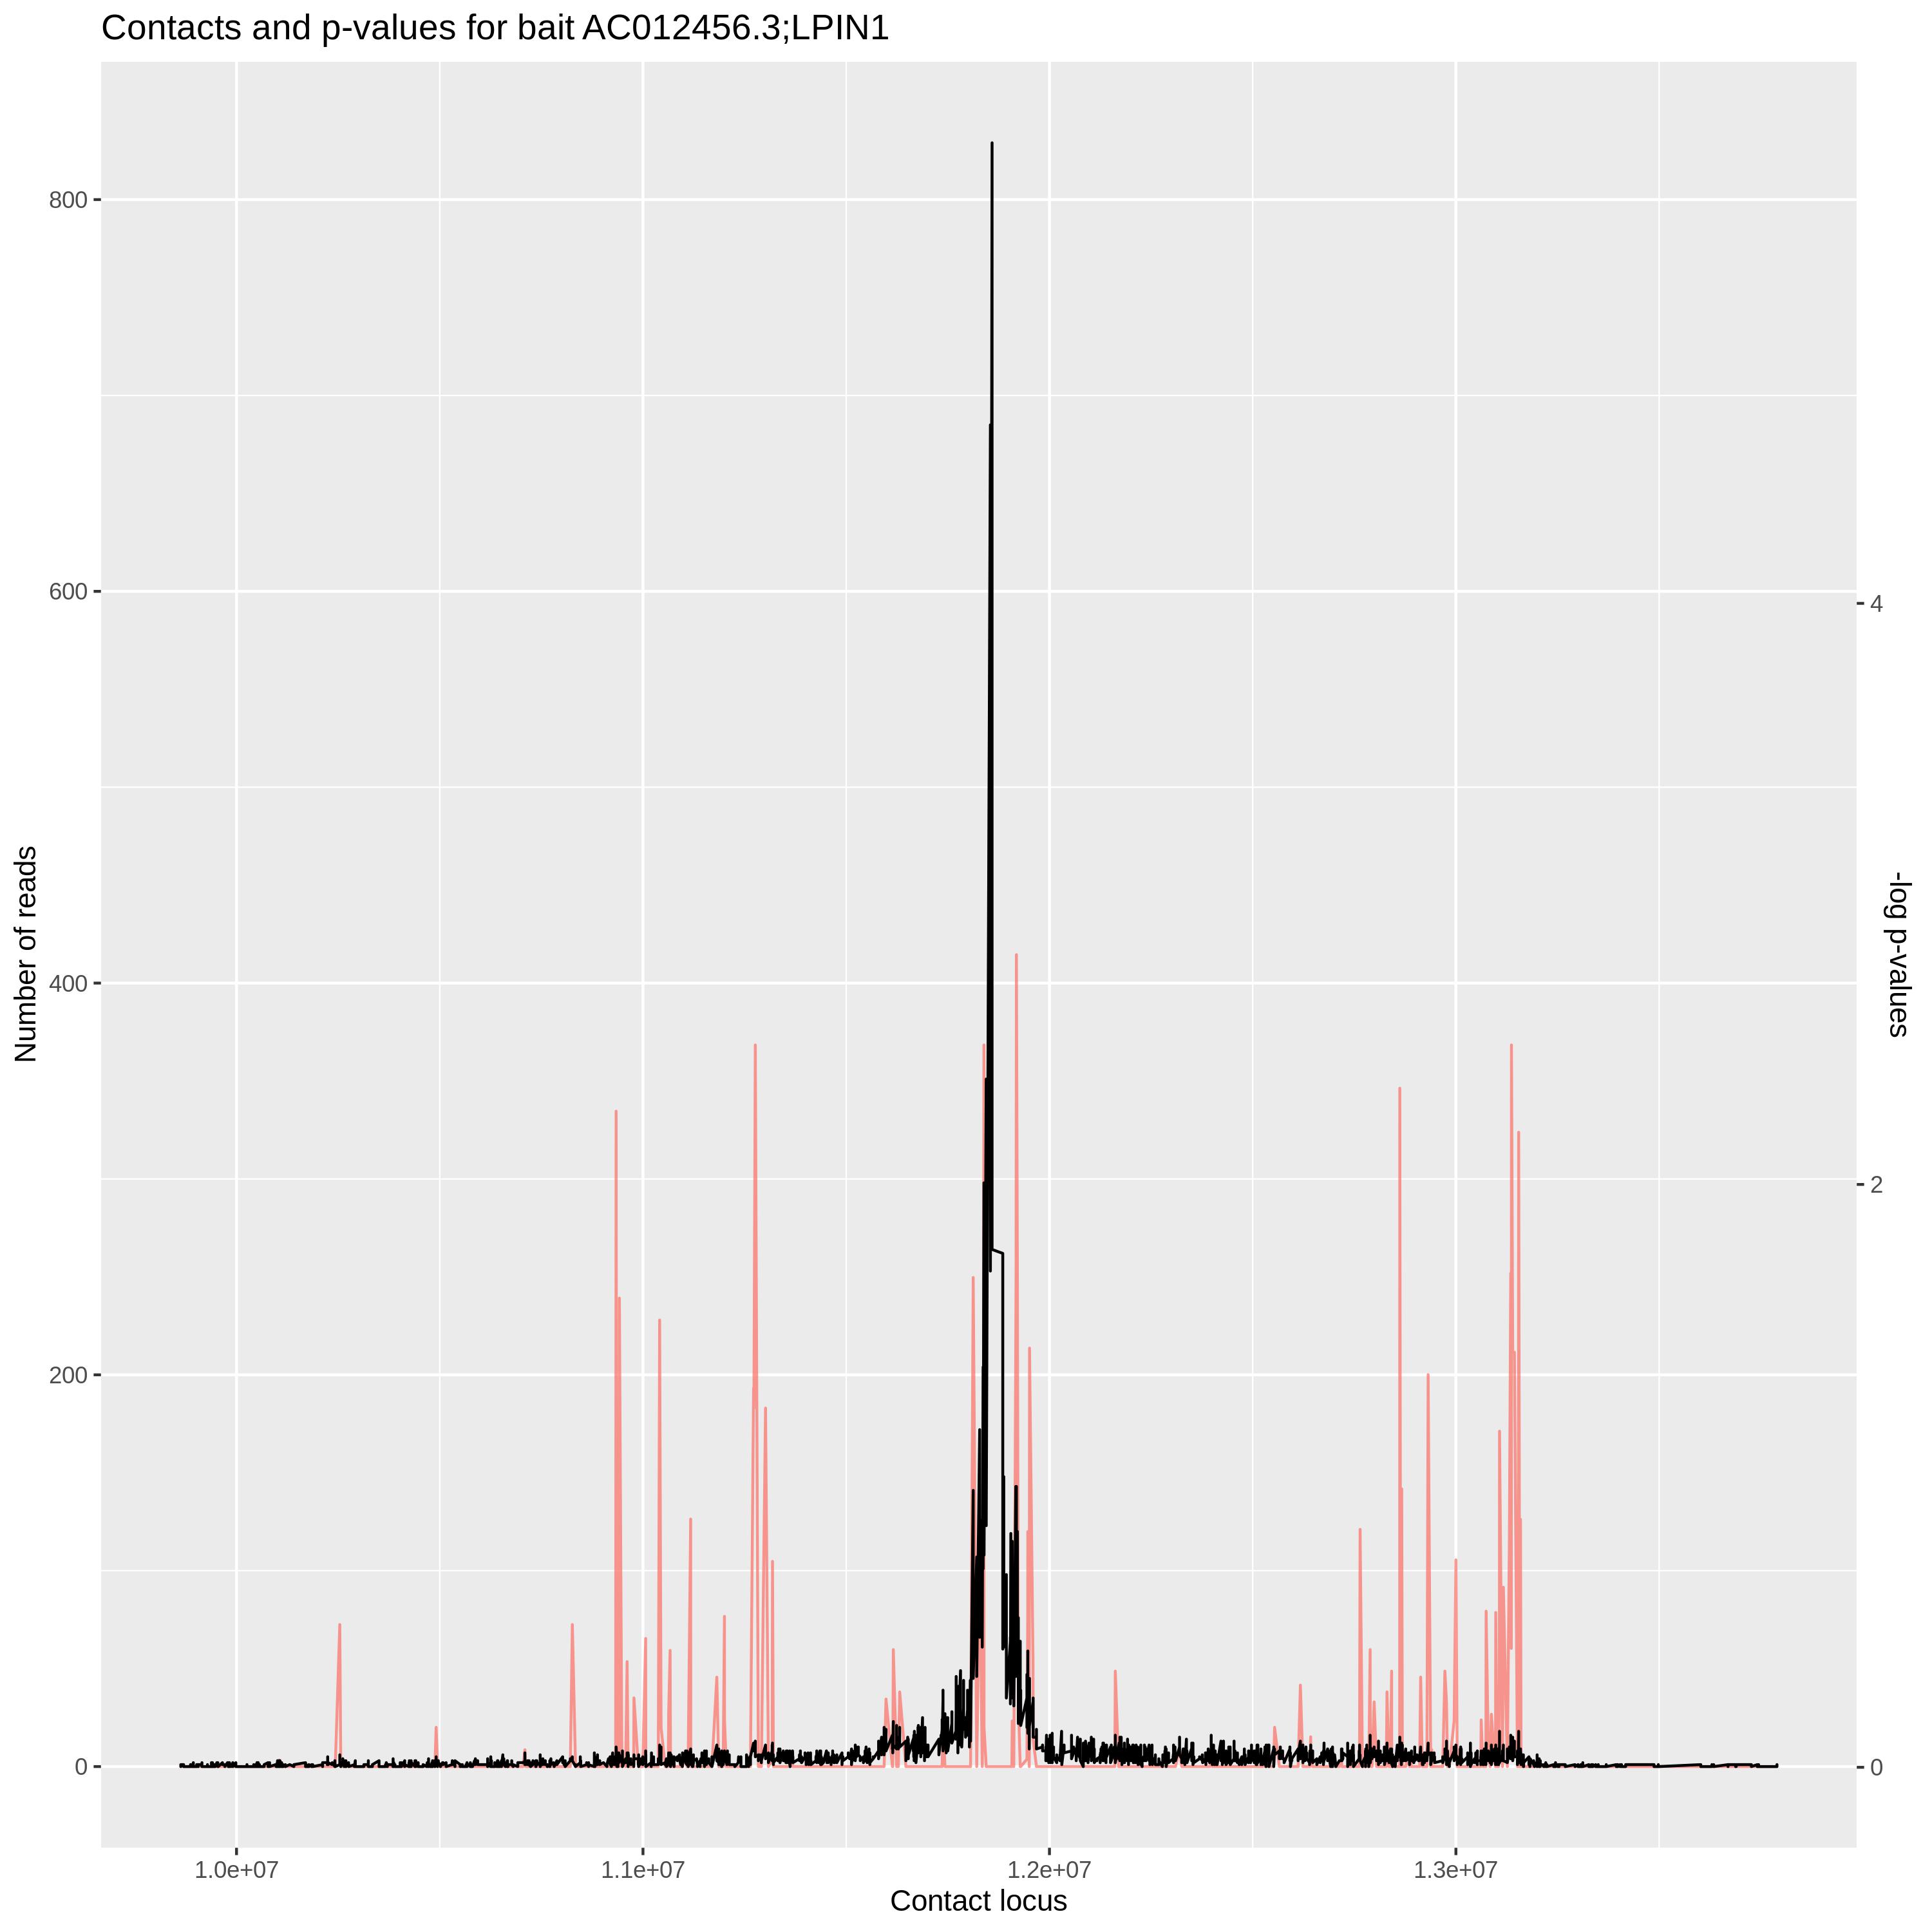 Contacts and p-values for bait AC012456.3;LPIN1
800
600
400
200
0
Number of reads
4
2
0
-log p-values
1.0e+07
1.1e+07
1.2e+07
1.3e+07
Contact locus